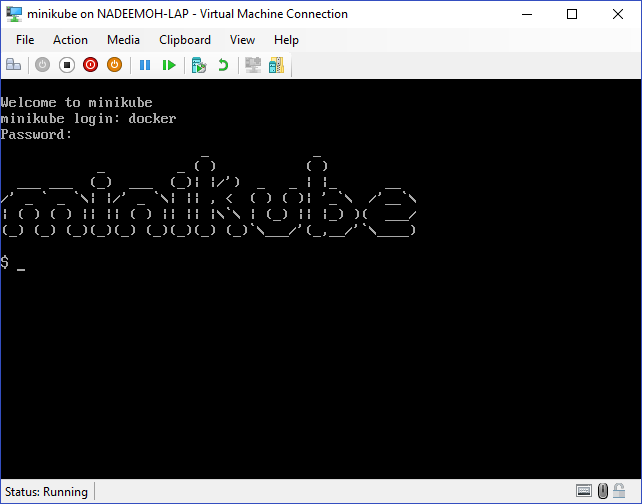 minikube on NADEEMOH-LAP - Virtual Machine Connection
File Action Media Clipboard View Help
Welcome to minikube
minikube login: docker
Password:
minikube
$ _
Status: Running